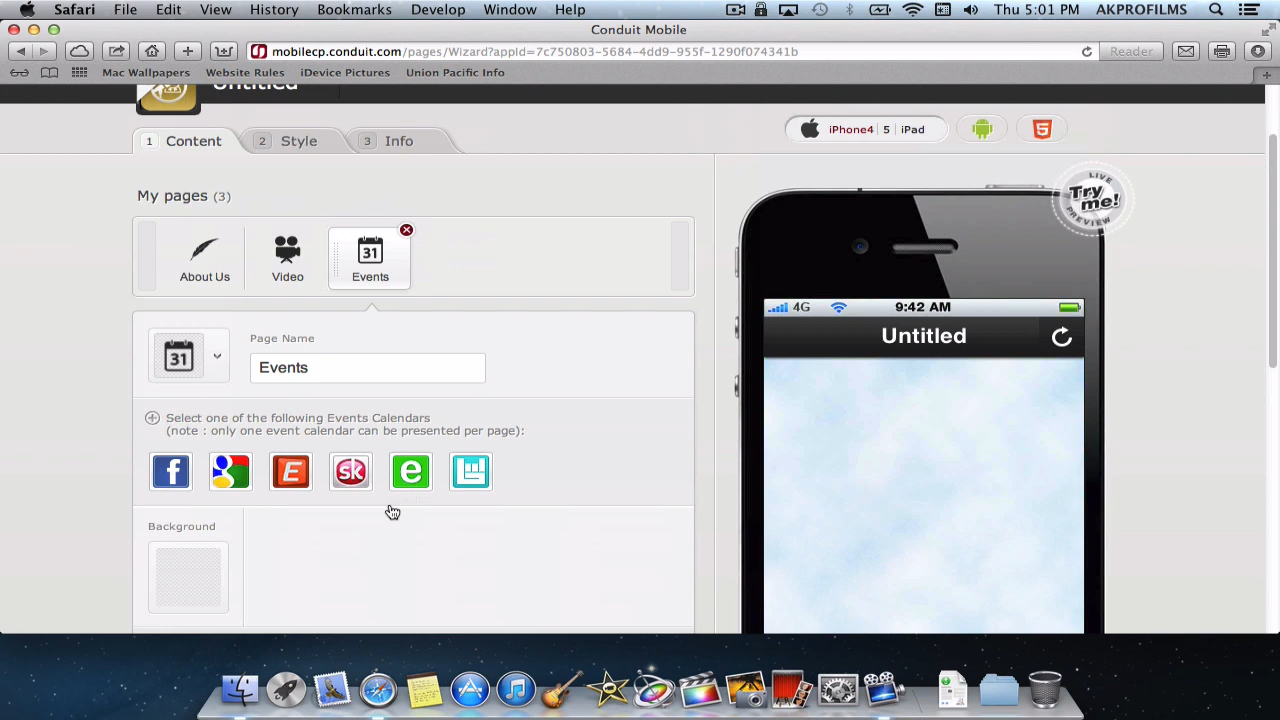 Safari File Edit View History Bookmarks Develop Window Help Thu 5:01 PM AKPROFILMS
Conduit Mobile
mobilecp.conduit.com/pages/Wizard?appId=7c750803-5684-4dd9-955f-1290f074341b Reader
Mac Wallpapers Website Rules iDevice Pictures Union Pacific Info
Untitled
1 Content 2 Style 3 Info
iPhone4 5 iPad
5
My pages (3)
LIVE
Try me!
PREVIEW
31
About Us Video Events
4G 9:42 AM
Untitled
Page Name
31
Events
Select one of the following Events Calendars
(note : only one event calendar can be presented per page):
f g E sk e
Background